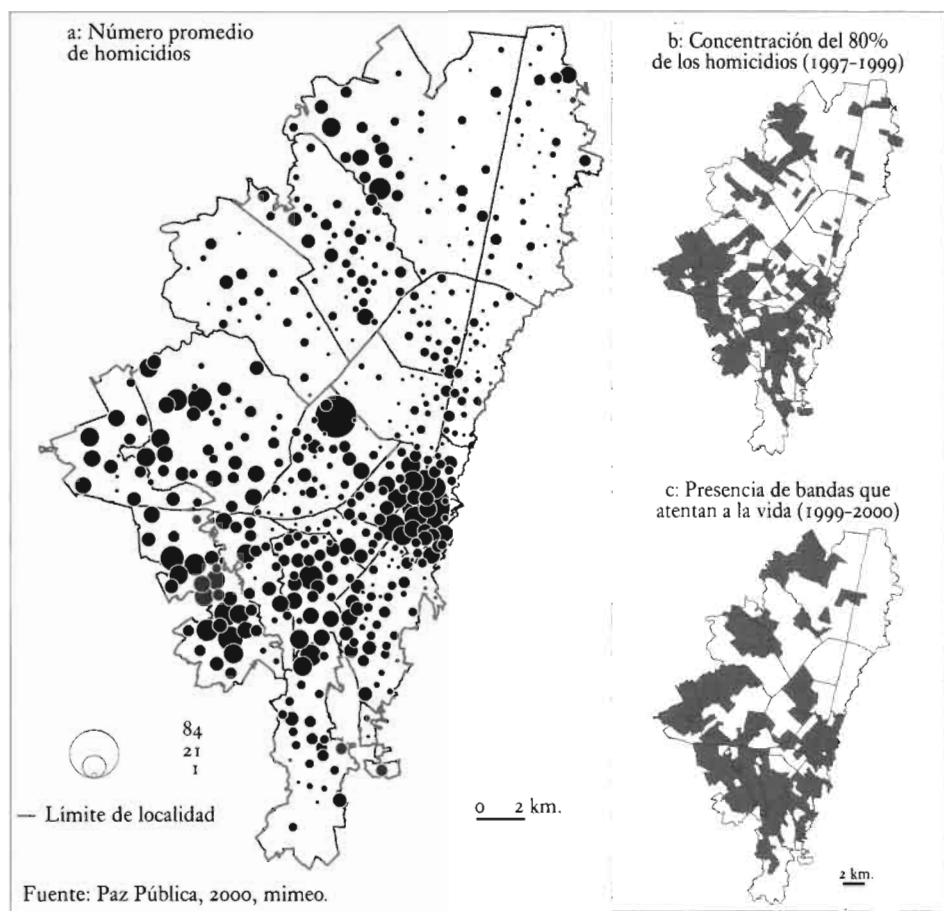 a: Número promedio
de homicidios
b: Concentración del 80%
de los homicidios (1997-1999)
c: Presencia de bandas que
atentan a la vida (1999-2000)
84
21
1
— Límite de localidad
0 2 km.
2 km.
Fuente: Paz Pública, 2000, mimeo.